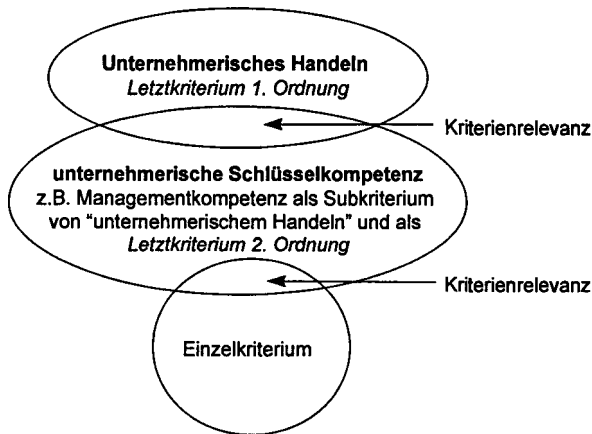 Unternehmerisches Handeln
Letztkriterium 1. Ordnung
Kriterienrelevanz
unternehmerische Schlüsselkompetenz
z.B. Managementkompetenz als Subkriterium
von "unternehmerischem Handeln" und als
Letztkriterium 2. Ordnung
Kriterienrelevanz
Einzelkriterium